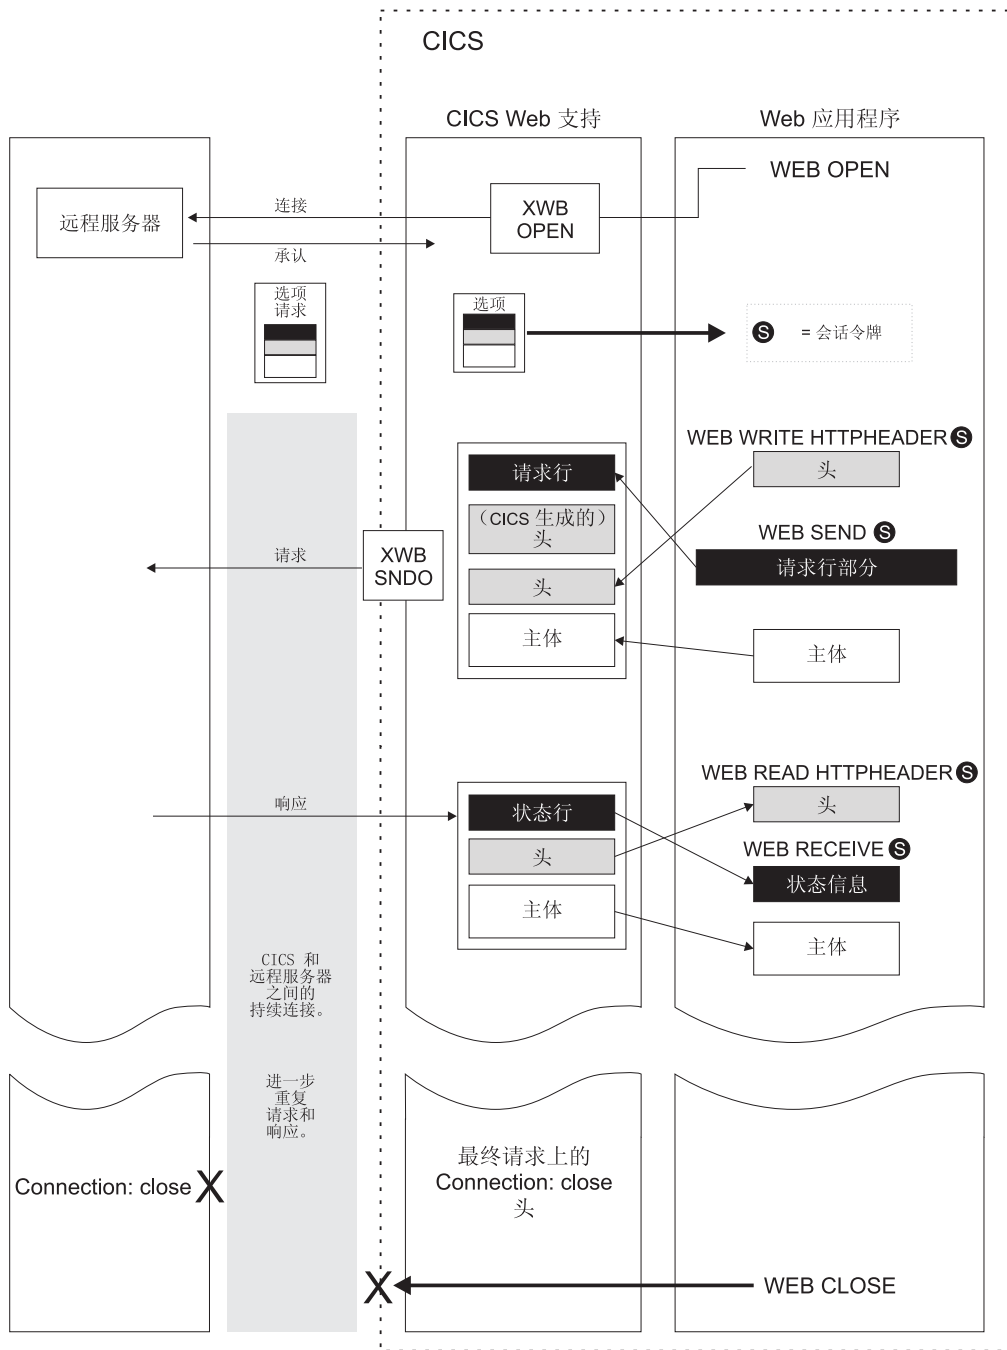 CICS
CICS Web 支持
Web 应用程序
WEB OPEN
远程服务器
连接
XWB
OPEN
承认
选项
请求
选项
S = 会话令牌
WEB WRITE HTTPHEADER S
头
请求行
（CICS 生成的）
头
WEB SEND S
请求行部分
请求
XWB
SNDO
头
主体
主体
WEB READ HTTPHEADER S
头
响应
状态行
头
WEB RECEIVE S
状态信息
主体
主体
CICS 和
远程服务器
之间的
持续连接。
进一步
重复
请求和
响应。
Connection: close X
最终请求上的
Connection: close
头
X
WEB CLOSE